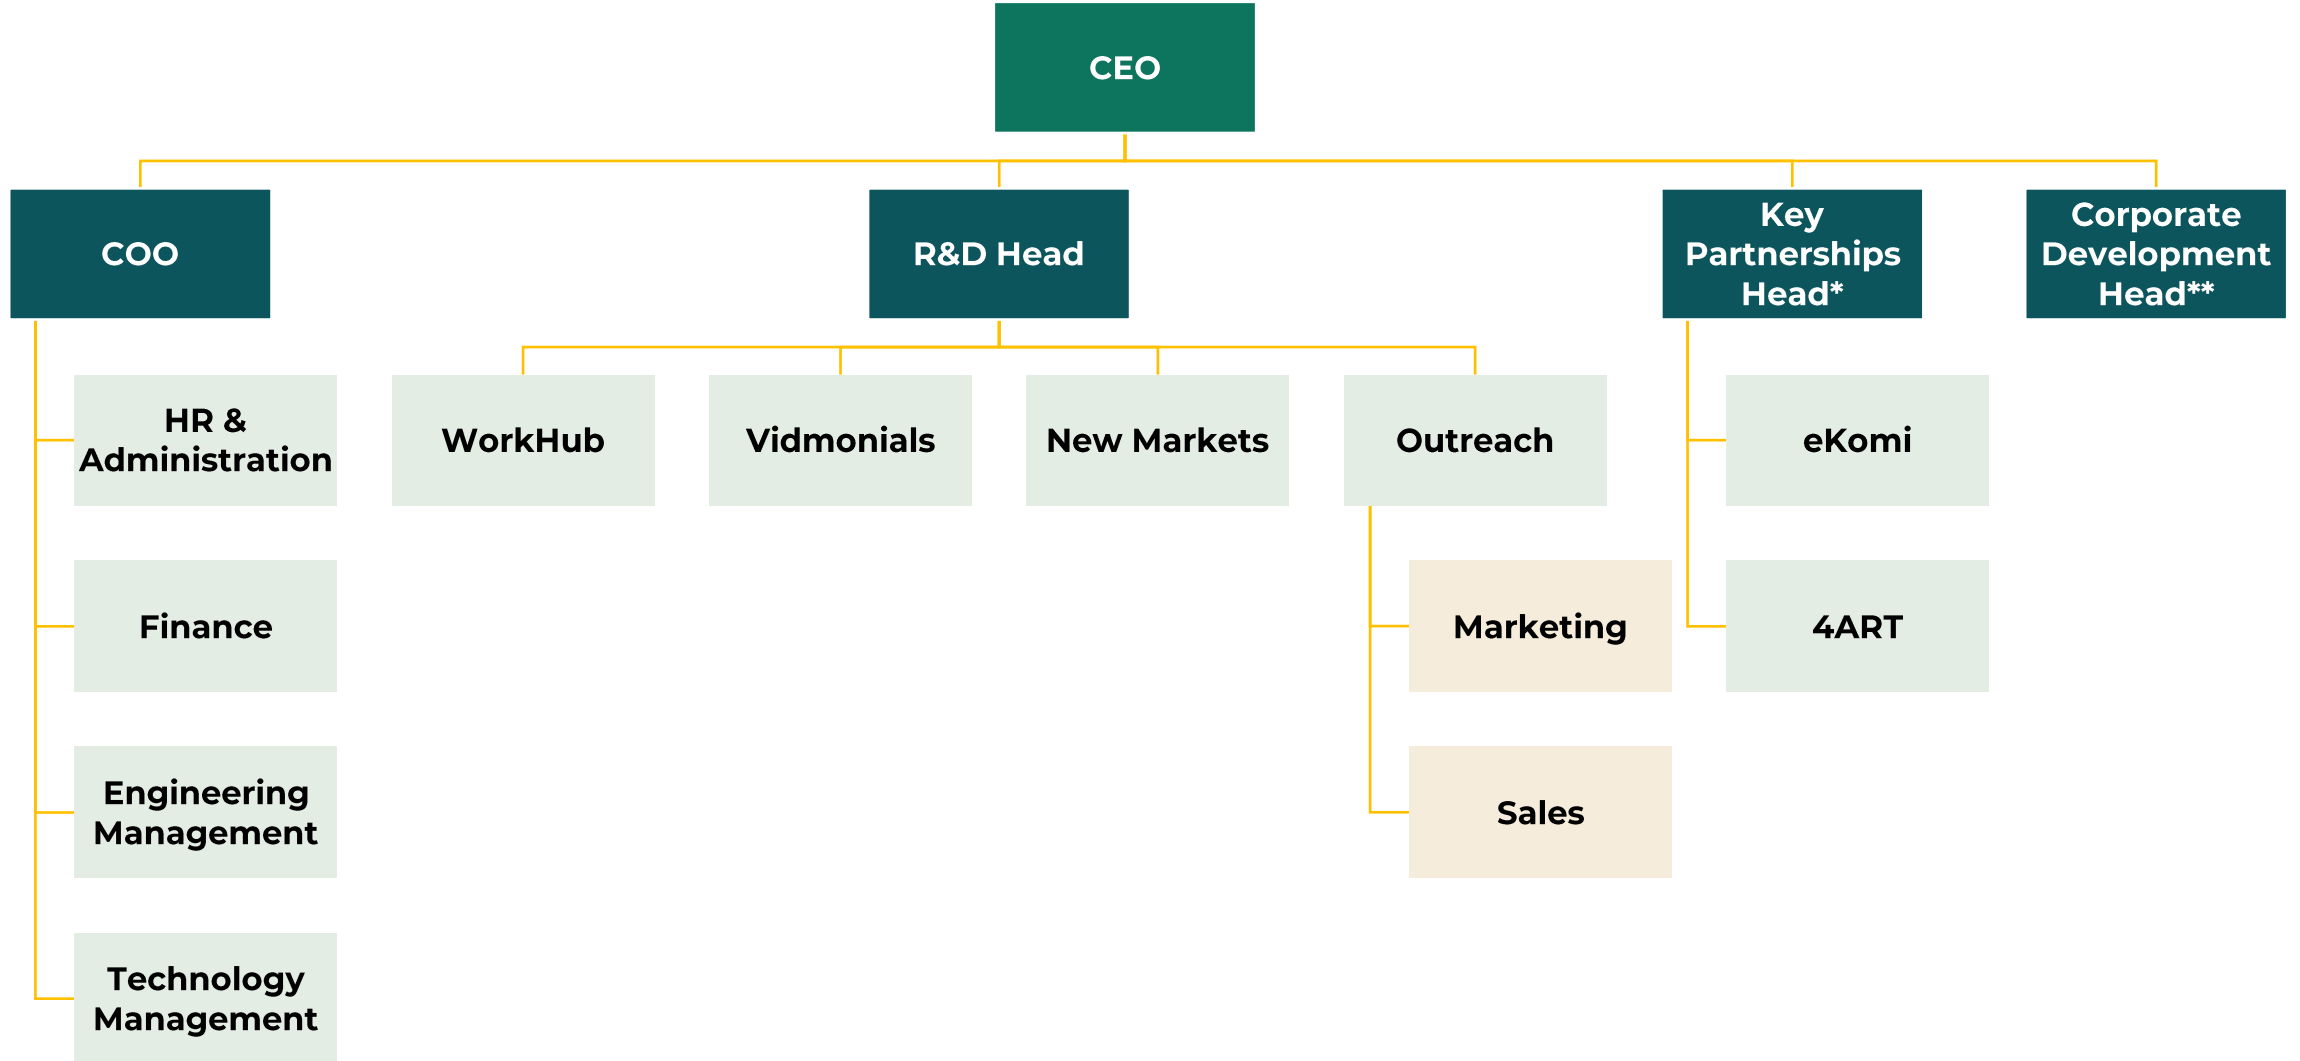 CEO
COO
R&D Head
Key
Partnerships
Head*
Corporate
Development
Head**
HR &
Administration
WorkHub
Vidmonials
New Markets
Outreach
eKomi
Finance
Marketing
4ART
Engineering
Management
Sales
Technology
Management